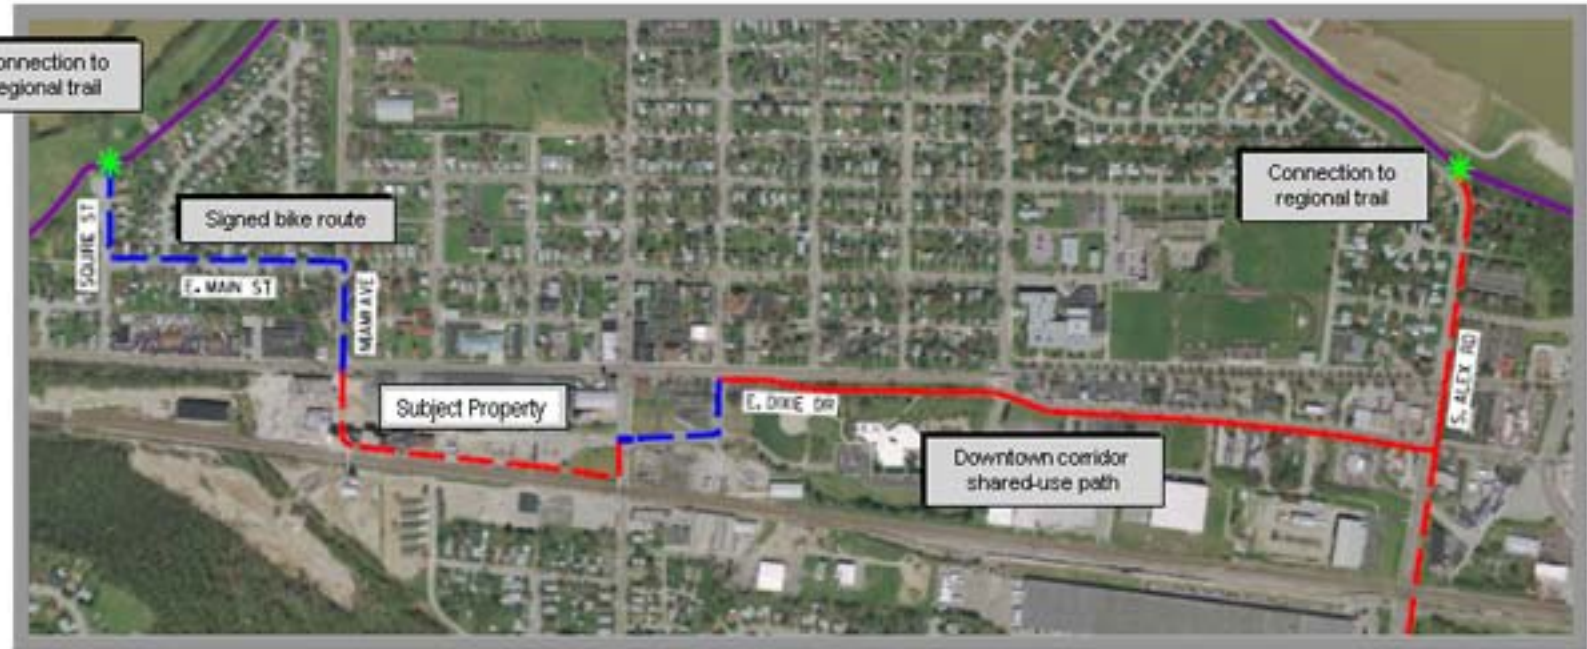 onnection to
egional trail
SQUIRE ST
Signed bike route
E. MAIN ST
MIAMI AVE
Subject Property
E. DIXIE DR
Downtown corridor
shared-use path
Connection to
regional trail
S. ALEX RD